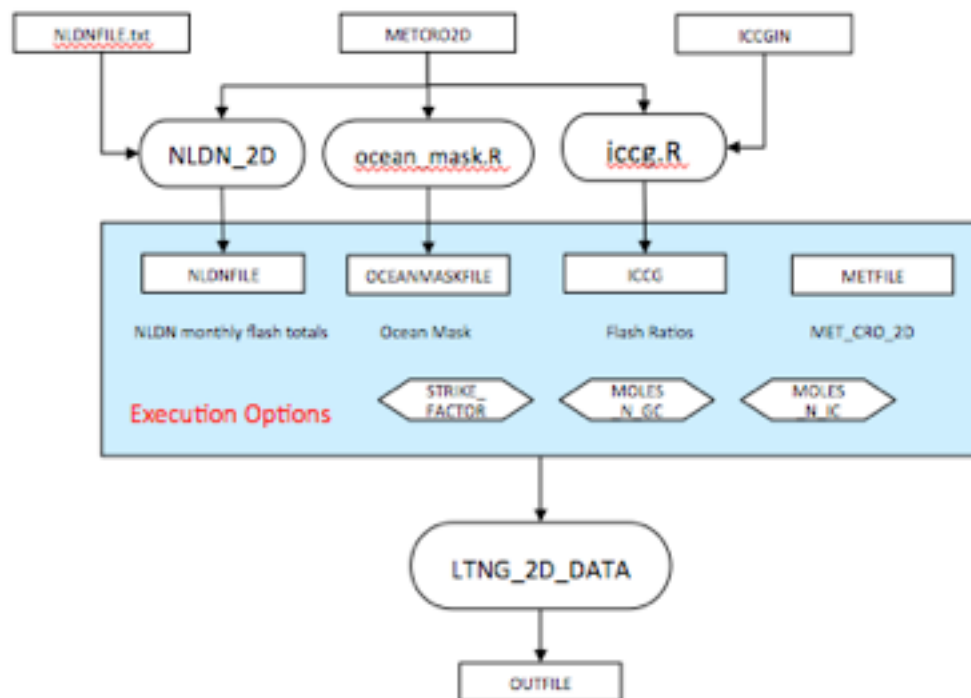 NLDNFILE.txt
METCRO2D
ICCGIN
NLDN_2D
ocean_mask.R
iccg.R
NLDNFILE
OCEANMASKFILE
ICCG
METFILE
NLDN monthly flash totals
Ocean Mask
Flash Ratios
MET_CRO_2D
Execution Options
STRIKE_
FACTOR
MOLES
_N_GC
MOLES
_N_IC
LTNG_2D_DATA
OUTFILE